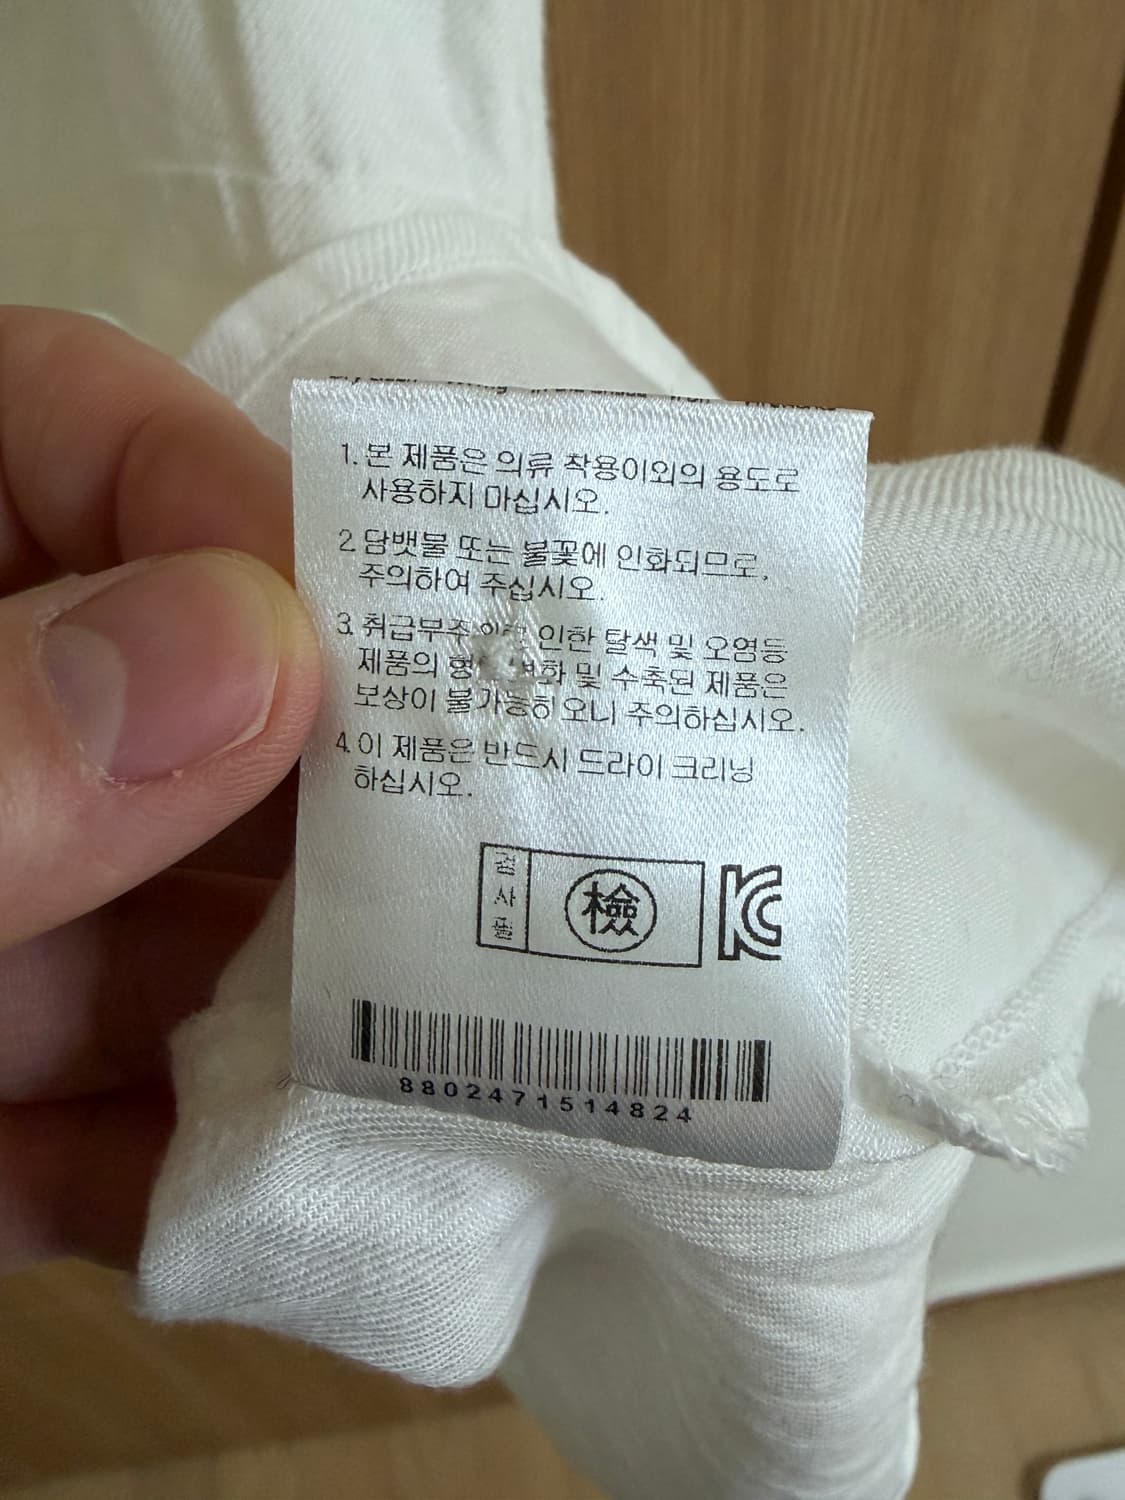 1. 본 제품은 의류 착용이외의 용도로
사용하지 마십시오.
2. 담뱃불 또는 불꽃에 인화되므로,
주의하여 주십시오.
3. 취급부주 인한 탈색 및 오염등
제품의 및 수축된 제품은
보상이 불가능히 오니 주의하십시오.
4. 이 제품은 반드시 드라이 크리닝
하십시오.
검사필
檢
KC
8802471514824